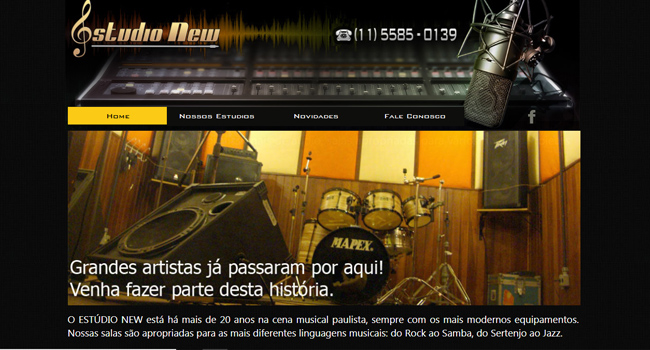 Estudio New
(11) 5585 - 0139
Home
Nossos Estudios
Novidades
Fale Conosco
f
MAPEX.
PEAVEY
Grandes artistas já passaram por aqui!
Venha fazer parte desta história.
O ESTÚDIO NEW está há mais de 20 anos na cena musical paulista, sempre com os mais modernos equipamentos.
Nossas salas são apropriadas para as mais diferentes linguagens musicais: do Rock ao Samba, do Sertenjo ao Jazz.